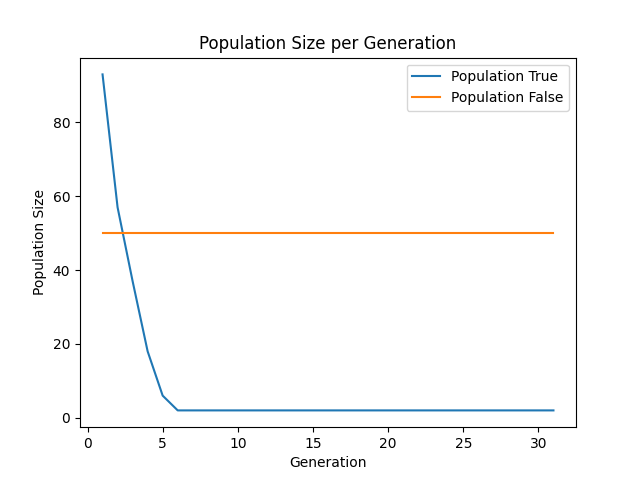 Population Size per Generation
Population True
Population False
Population Size
80
60
40
20
0
0 5 10 15 20 25 30
Generation